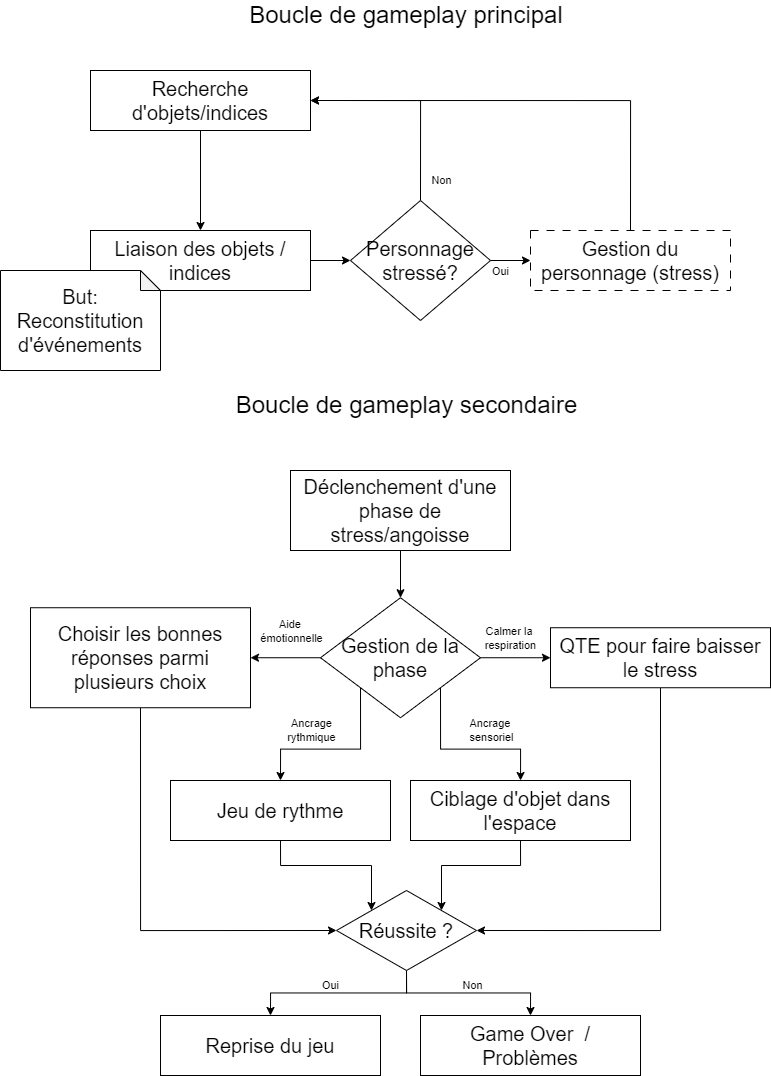 Boucle de gameplay principal
Recherche
d'objets/indices
Non
Liaison des objets /
indices
Personnage
stressé?
Oui
Gestion du
personnage (stress)
But:
Reconstitution
d'événements
Boucle de gameplay secondaire
Déclenchement d'une
phase de
stress/angoisse
Choisir les bonnes
réponses parmi
plusieurs choix
Aide
émotionnelle
Gestion de la
phase
Calmer la
respiration
QTE pour faire baisser
le stress
Ancrage
rythmique
Ancrage
sensoriel
Jeu de rythme
Ciblage d'objet dans
l'espace
Réussite ?
Oui
Non
Reprise du jeu
Game Over  /
Problèmes